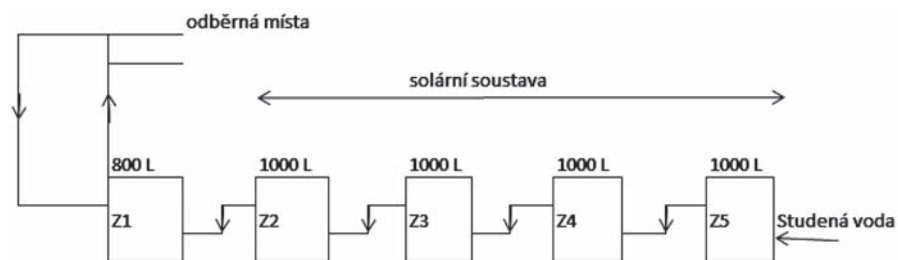 odběrná místa
solární soustava
800 L
1000 L
1000 L
1000 L
1000 L
Z1
Z2
Z3
Z4
Z5
Studená voda